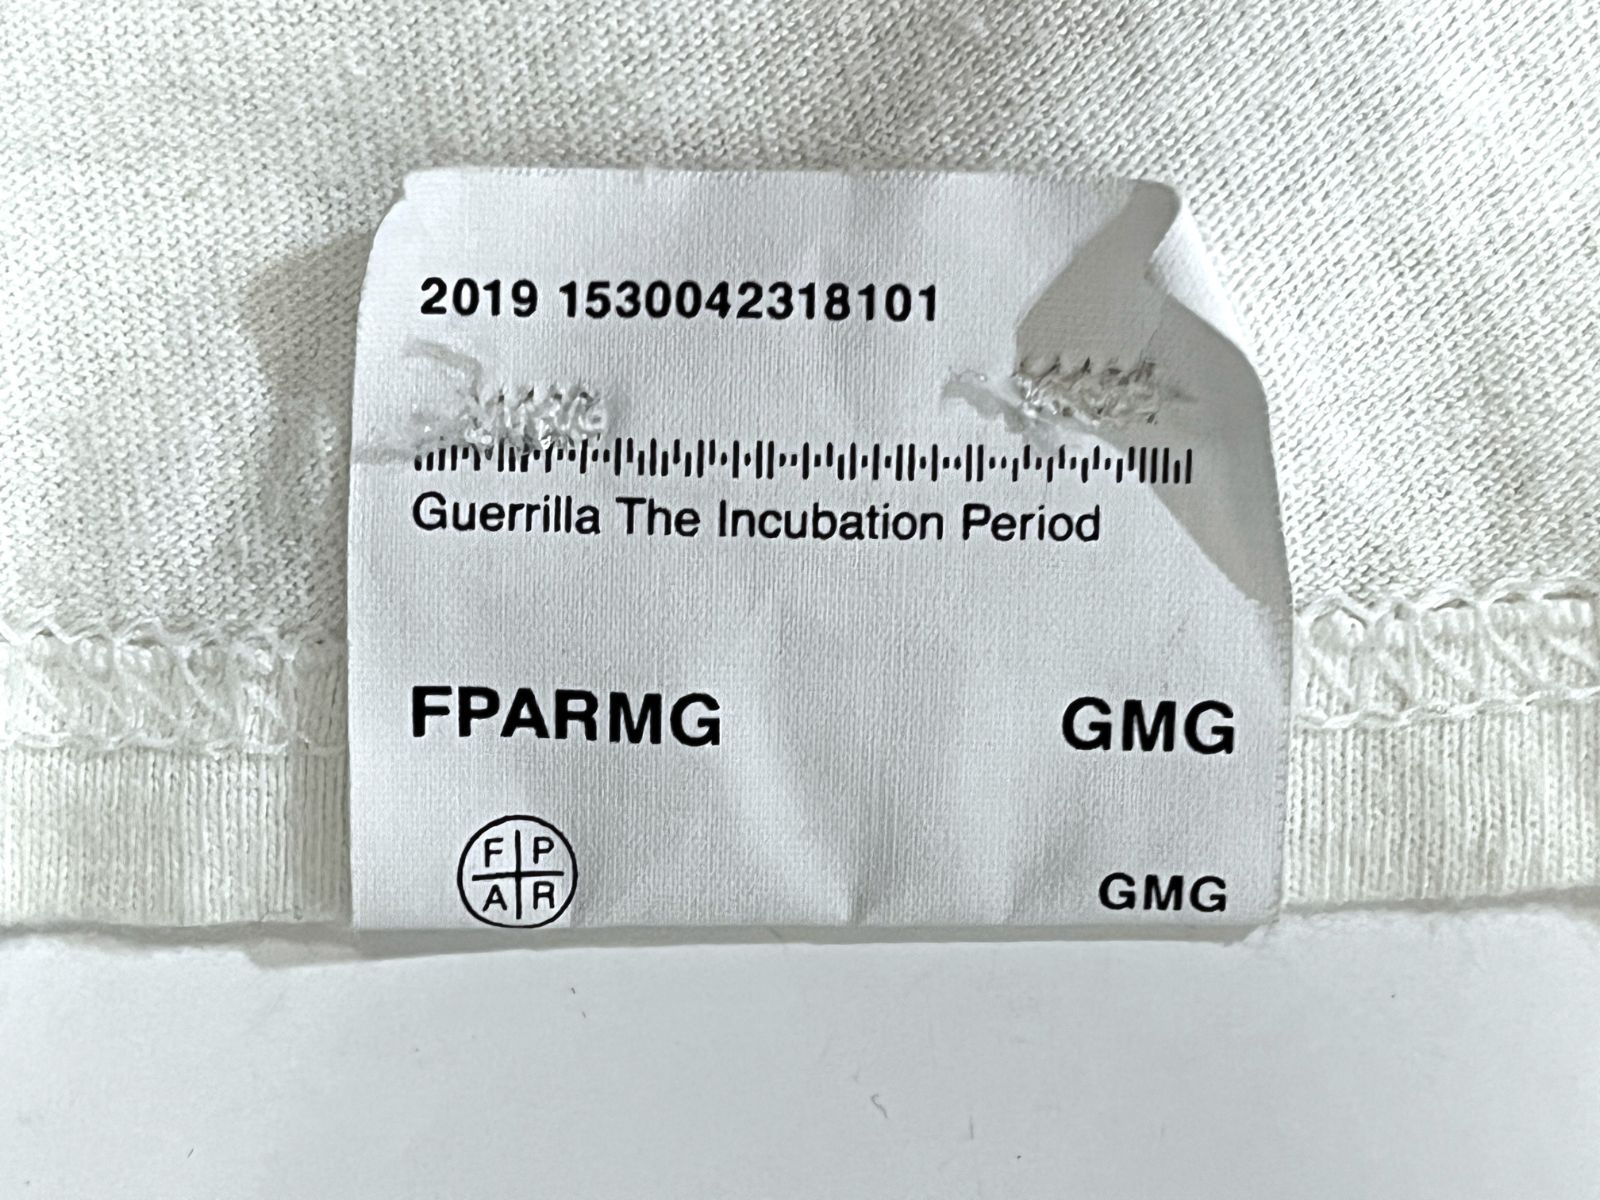 2019 1530042318101
Guerrilla The Incubation Period
FPARMG GMG
F P
A R
GMG